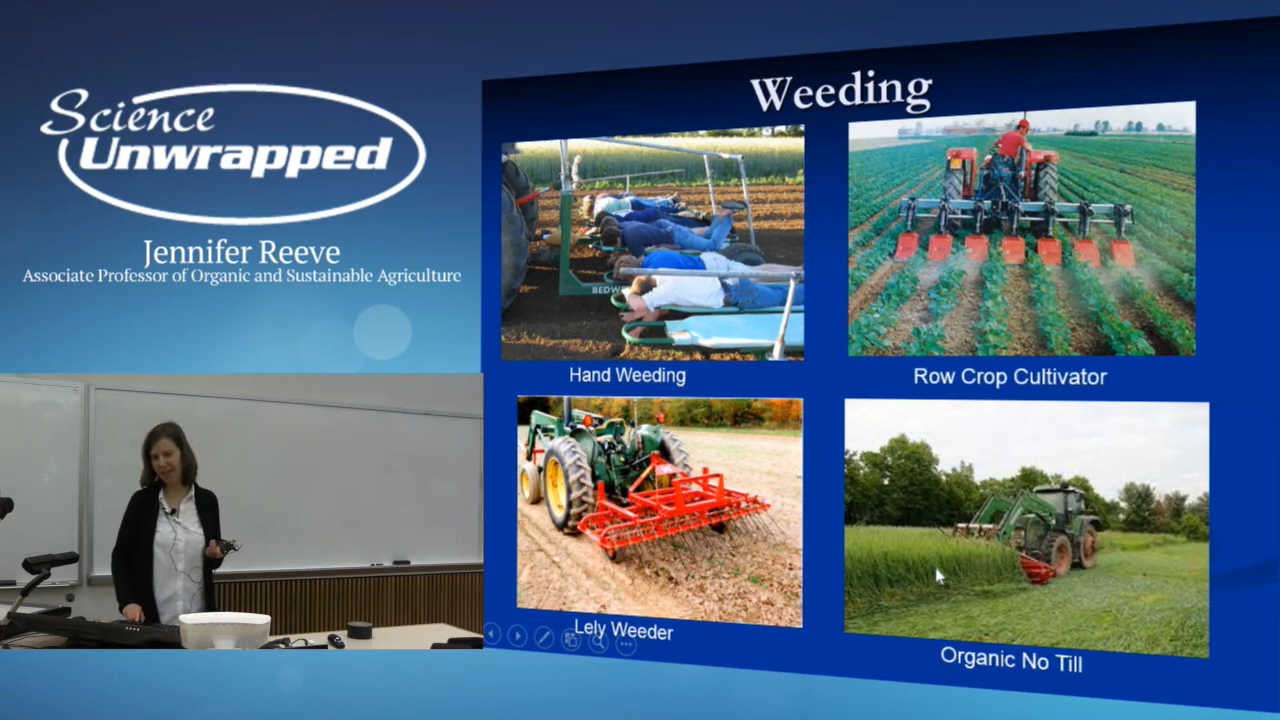 Science
Unwrapped
Jennifer Reeve
Associate Professor of Organic and Sustainable Agriculture
Weeding
Hand Weeding
Row Crop Cultivator
Lely Weeder
Organic No Till